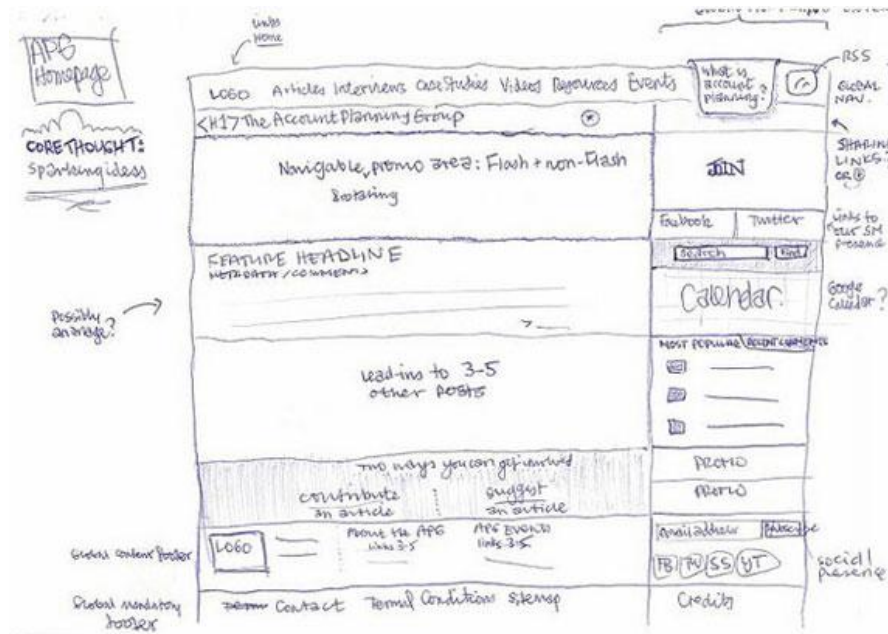 APG
Homepage
CORE THOUGHT:
Sparking ideas
Links
Home
LOGO Articles Interviews Case Studies Videos Resources Events
what is
account
planning?
RSS
GLOBAL
NAV.
<H1> The Account Planning Group
SHARING
LINKS:
OR
Navigable, promo area: Flash + non-Flash
& rotating
JOIN
Facebook Twitter
Links to
our SM
presence
search Find
FEATURE HEADLINE
META DATA / COMMENTS
Calendar
Google
Calendar?
Possibly
an image?
MOST POPULAR RECENT COMMENTS
Lead-ins to 3-5
other posts
Two ways you can get involved
contribute
an article
suggest
an article
PROMO
PROMO
Global content footer
LOGO
About the APG
links 3-5
APG EVENTS
links 3-5
email address Subscribe
FB TW SS YT
social
presence
Global mandatory
footer
Contact Terms Conditions Sitemap
Credits